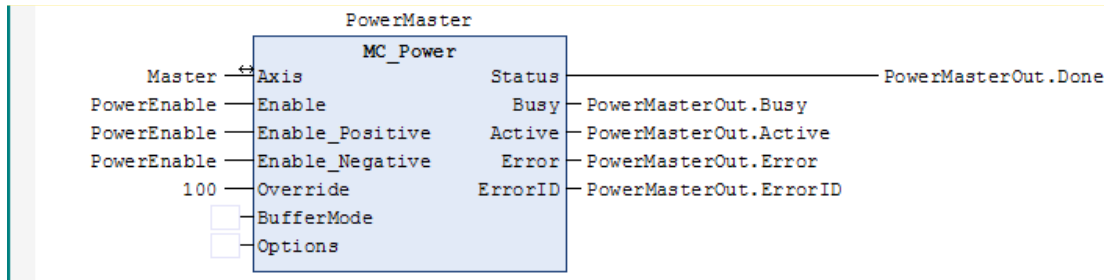 PowerMaster
MC_Power
Master Axis Status PowerMasterOut.Done
PowerEnable Enable Busy PowerMasterOut.Busy
PowerEnable Enable_Positive Active PowerMasterOut.Active
PowerEnable Enable_Negative Error PowerMasterOut.Error
100 Override ErrorID PowerMasterOut.ErrorID
BufferMode
Options